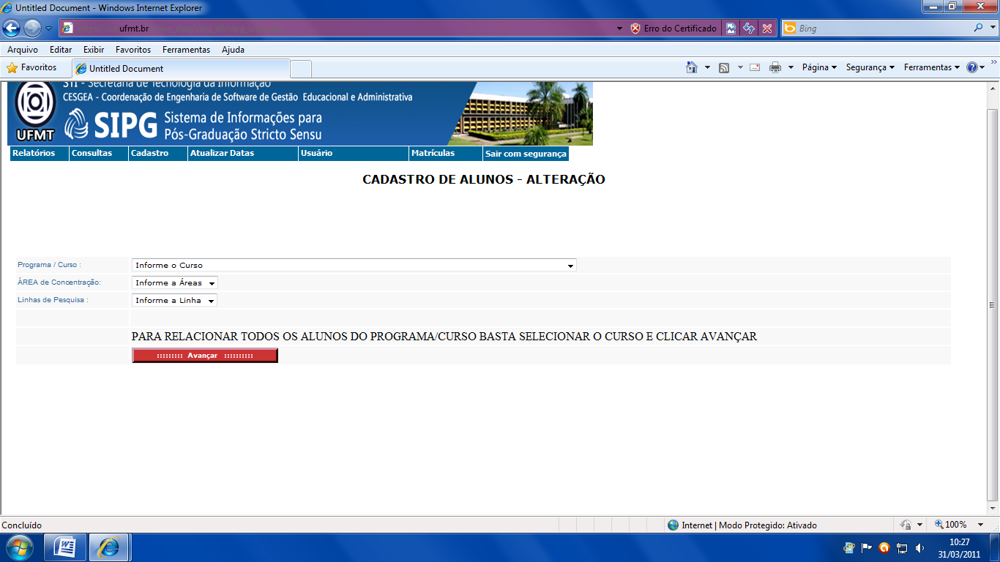 Untitled Document - Windows Internet Explorer
ufmt.br
Erro do Certificado
Bing
Arquivo Editar Exibir Favoritos Ferramentas Ajuda
Favoritos
Untitled Document
Página Segurança Ferramentas
STI - Secretaria de Tecnologia da Informação
CESGEA - Coordenação de Engenharia de Software de Gestão Educacional e Administrativa
UFMT
SIPG Sistema de Informações para
Pós-Graduação Stricto Sensu
Relatórios Consultas Cadastro Atualizar Datas Usuário Matrículas Sair com segurança
CADASTRO DE ALUNOS - ALTERAÇÃO
Programa / Curso : Informe o Curso
ÁREA de Concentração: Informe a Áreas
Linhas de Pesquisa : Informe a Linha
PARA RELACIONAR TODOS OS ALUNOS DO PROGRAMA/CURSO BASTA SELECIONAR O CURSO E CLICAR AVANÇAR
::::::::: Avançar ::::::::::
Concluído
Internet | Modo Protegido: Ativado
100%
10:27
31/03/2011